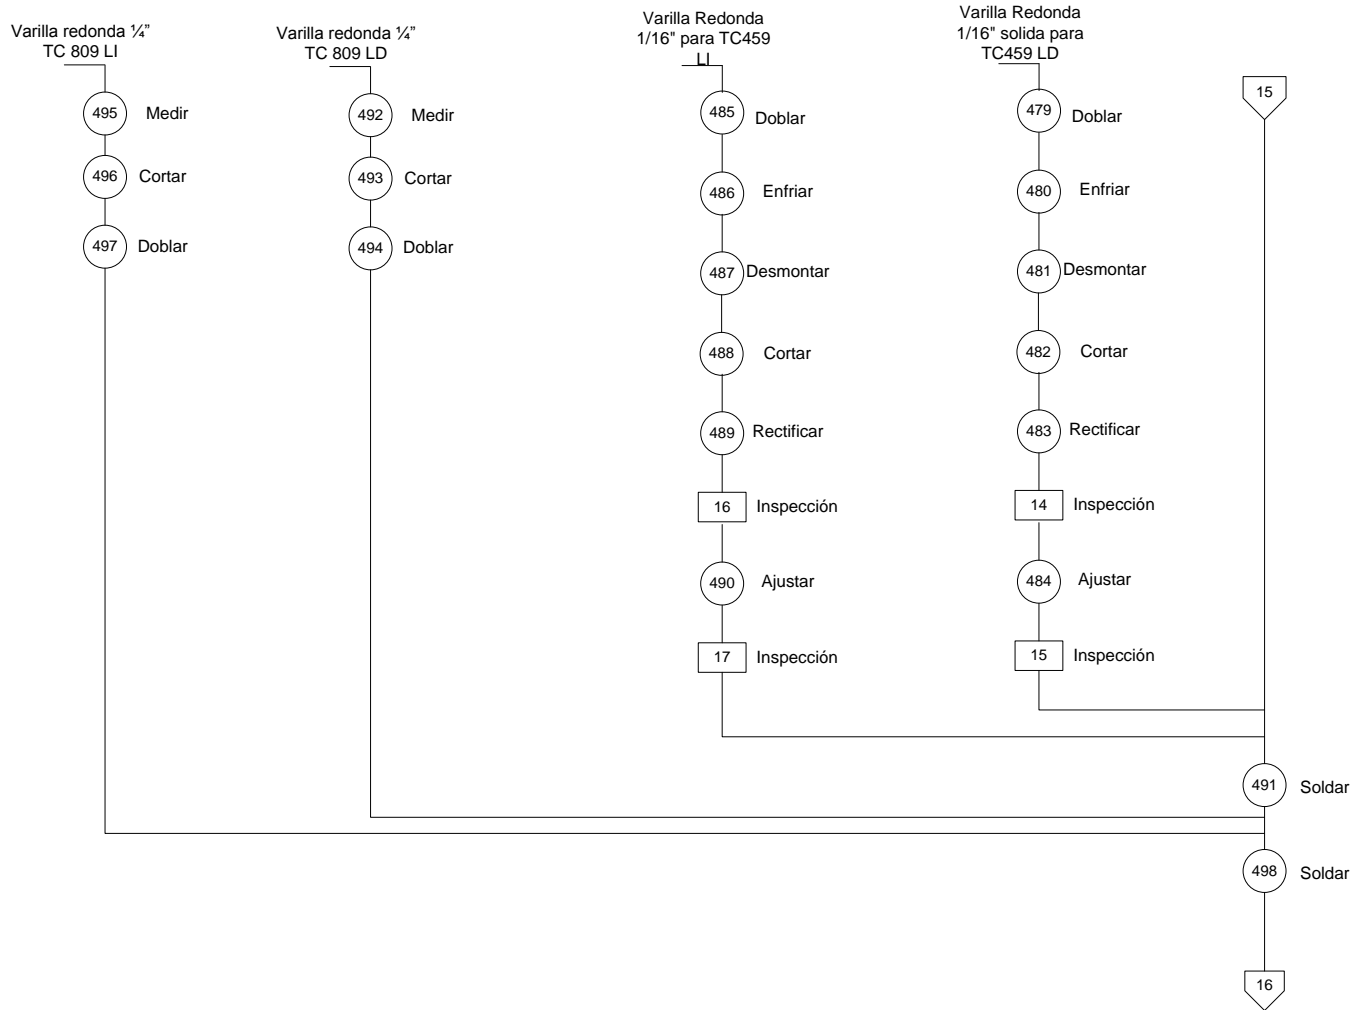 Varilla redonda ¼”
TC 809 LI
495 Medir
496 Cortar
497 Doblar
Varilla redonda ¼”
TC 809 LD
492 Medir
493 Cortar
494 Doblar
Varilla Redonda
1/16" para TC459
LI
485 Doblar
486 Enfriar
487 Desmontar
488 Cortar
489 Rectificar
16 Inspección
490 Ajustar
17 Inspección
Varilla Redonda
1/16" solida para
TC459 LD
479 Doblar
480 Enfriar
481 Desmontar
482 Cortar
483 Rectificar
14 Inspección
484 Ajustar
15 Inspección
15
491 Soldar
498 Soldar
16